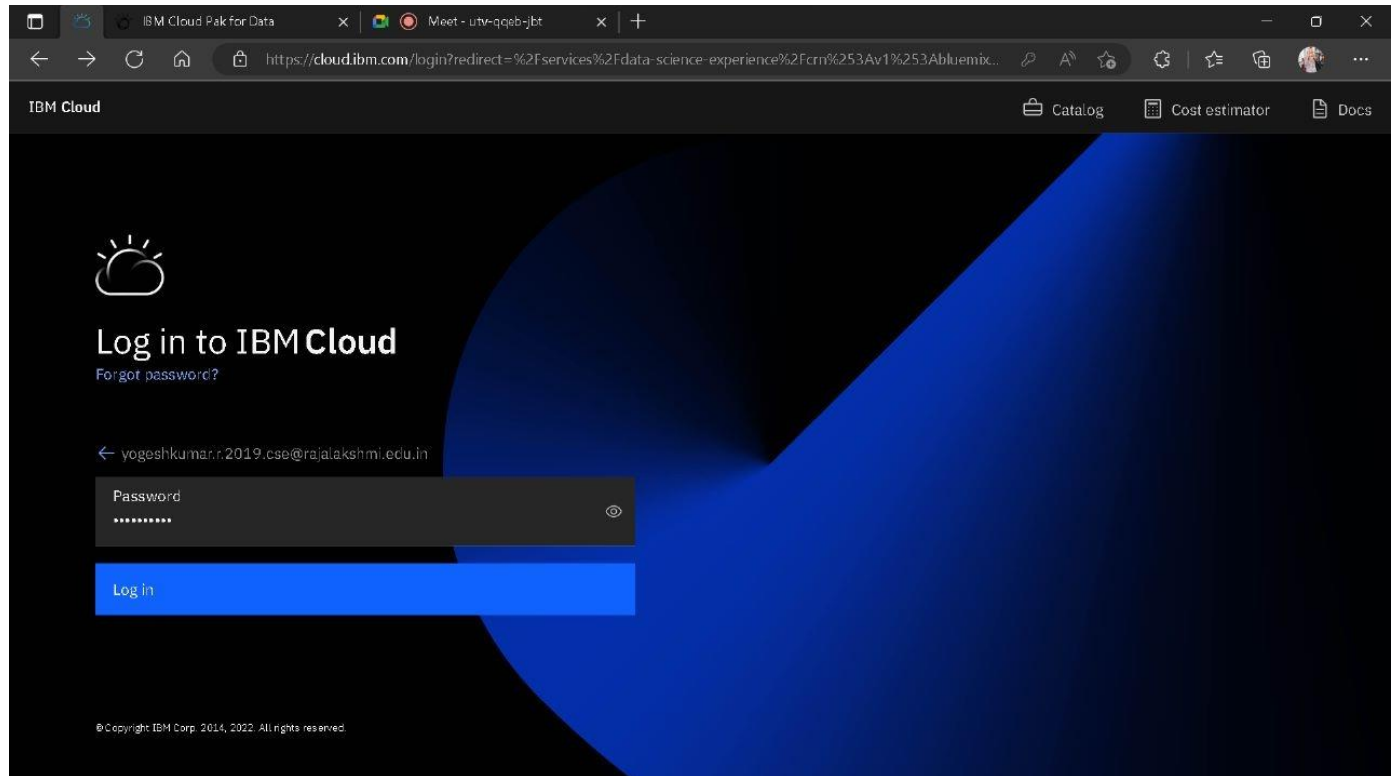 IBM Cloud Pak for Data
Meet - utv-qqeb-jbt
https://cloud.ibm.com/login?redirect=%2Fservices%2Fdata-science-experience%2Fcrn%253Av1%253Abluemix...
IBM Cloud
Catalog
Cost estimator
Docs
Log in to IBM Cloud
Forgot password?
yogeshkumar.r.2019.cse@rajalakshmi.edu.in
Password
••••••••••
Log in
© Copyright IBM Corp. 2014, 2022. All rights reserved.